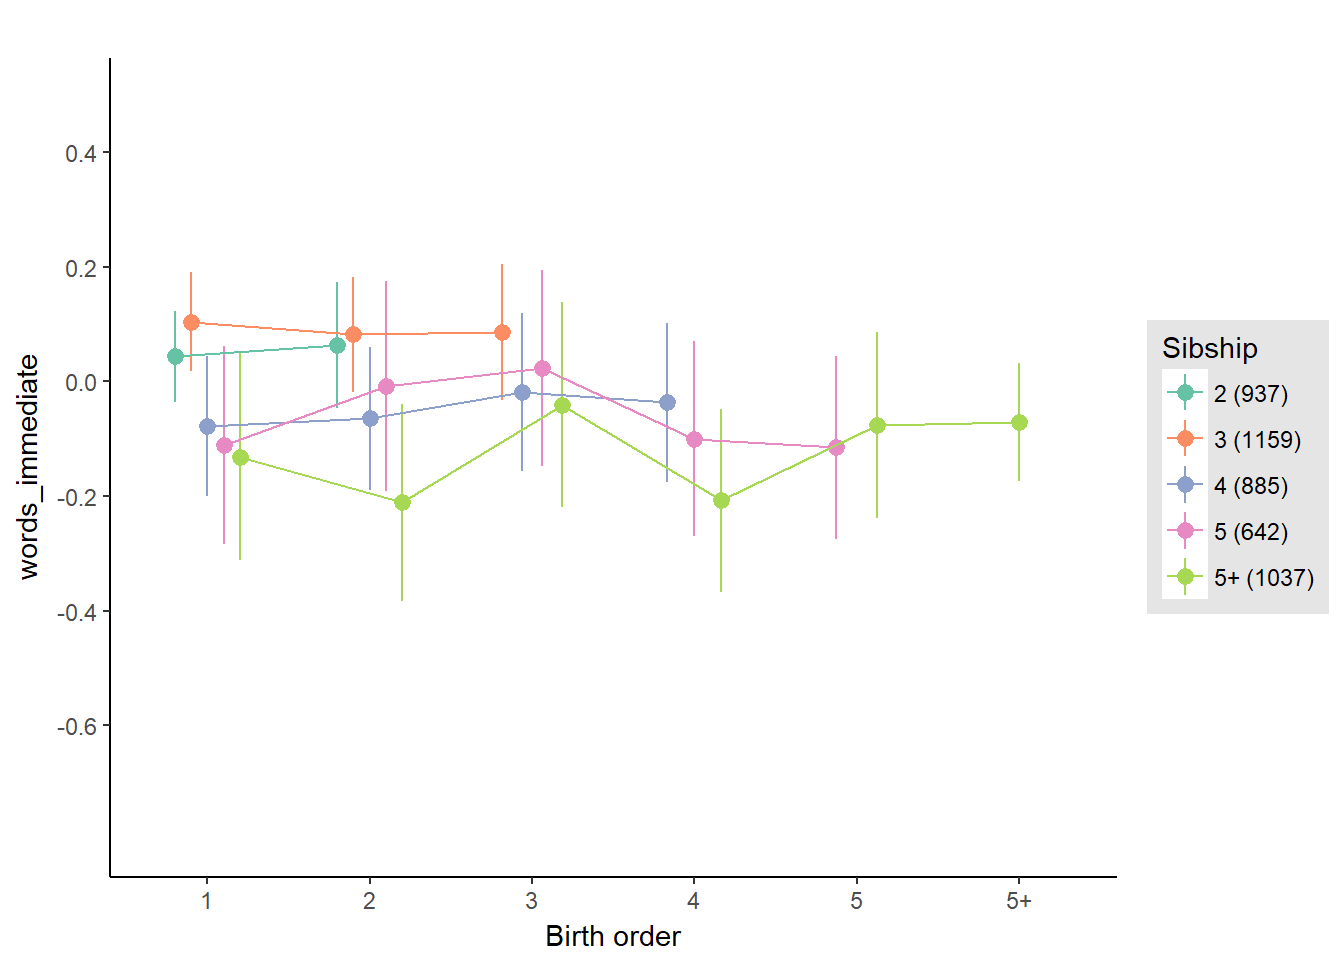 words_immediate
0.4
0.2
0.0
-0.2
-0.4
-0.6
1 2 3 4 5 5+
Birth order
Sibship
2 (937)
3 (1159)
4 (885)
5 (642)
5+ (1037)